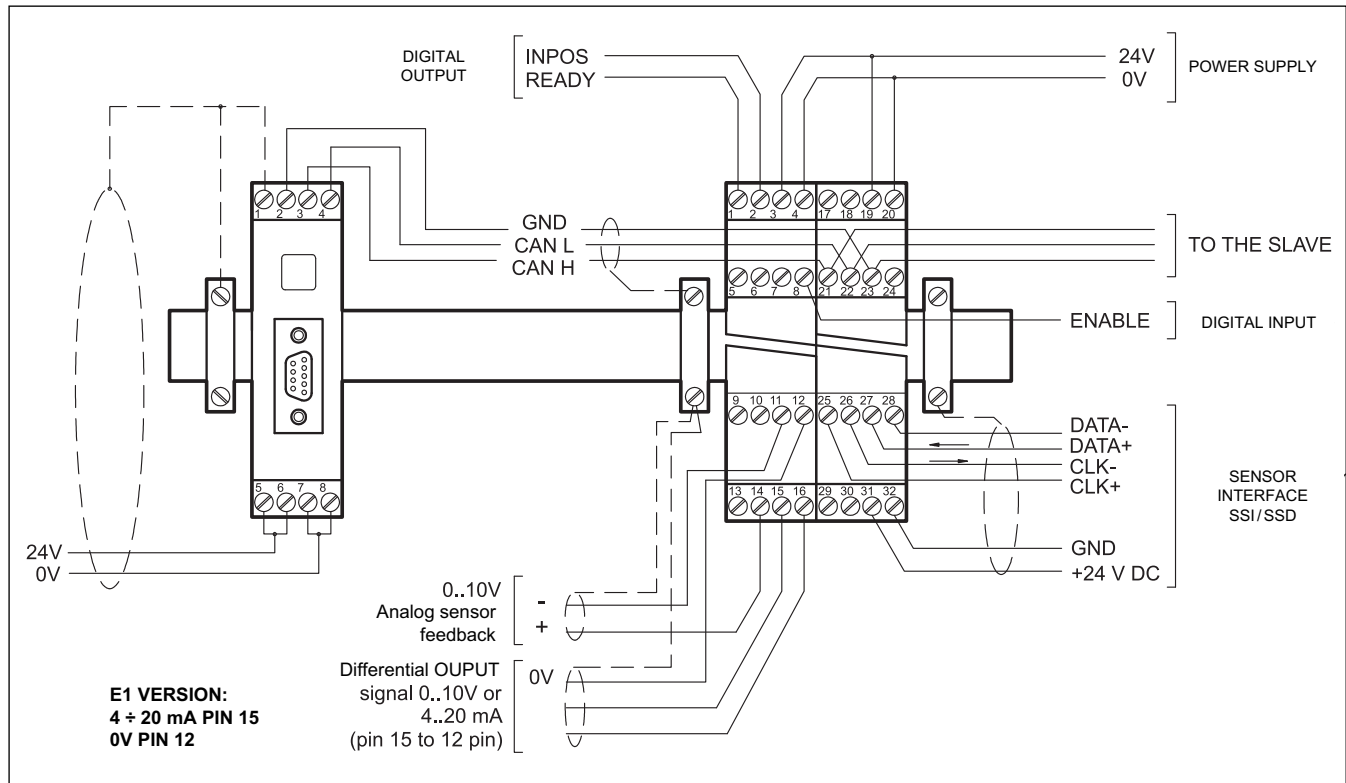 DIGITAL
OUTPUT
INPOS
READY
24V
0V
POWER SUPPLY
1 2 3 4
1 2 3 4 17 18 19 20
GND
CAN L
CAN H
TO THE SLAVE
5 6 7 8 21 22 23 24
ENABLE
DIGITAL INPUT
9 10 11 12 25 26 27 28
DATA-
DATA+
CLK-
CLK+
SENSOR
INTERFACE
SSI/SSD
5 6 7 8
13 14 15 16 29 30 31 32
24V
0V
GND
+24 V DC
0..10V
Analog sensor
feedback
-
+
Differential OUPUT
signal 0..10V or
4..20 mA
(pin 15 to 12 pin)
0V
E1 VERSION:
4 ÷ 20 mA PIN 15
0V PIN 12